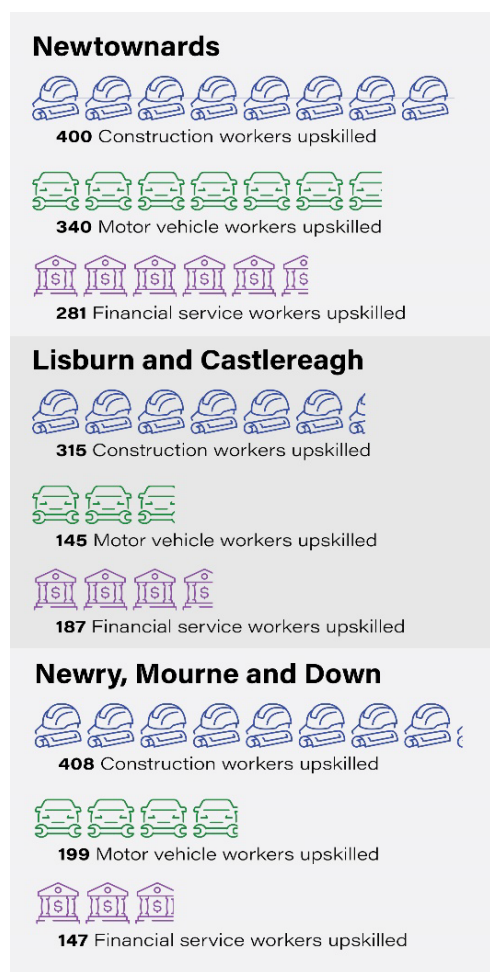 Newtownards
400 Construction workers upskilled
340 Motor vehicle workers upskilled
$ $ $ $ $ $
281 Financial service workers upskilled
Lisburn and Castlereagh
315 Construction workers upskilled
145 Motor vehicle workers upskilled
$ $ $ $
187 Financial service workers upskilled
Newry, Mourne and Down
408 Construction workers upskilled
199 Motor vehicle workers upskilled
$ $ $
147 Financial service workers upskilled